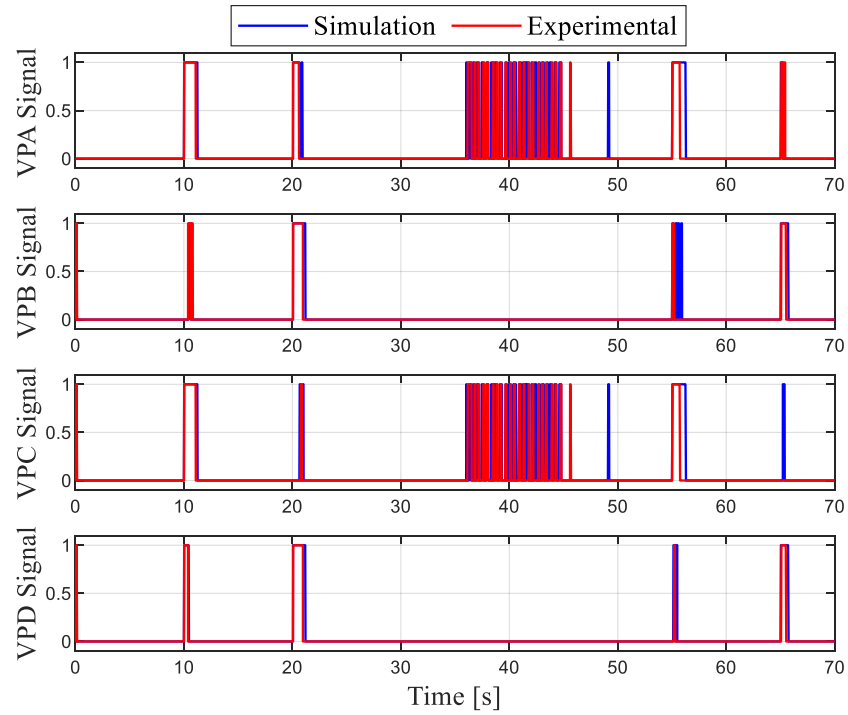 Simulation Experimental
VPA Signal
1
0.5
0
0 10 20 30 40 50 60 70
VPB Signal
1
0.5
0
0 10 20 30 40 50 60 70
VPC Signal
1
0.5
0
0 10 20 30 40 50 60 70
VPD Signal
1
0.5
0
0 10 20 30 40 50 60 70
Time [s]